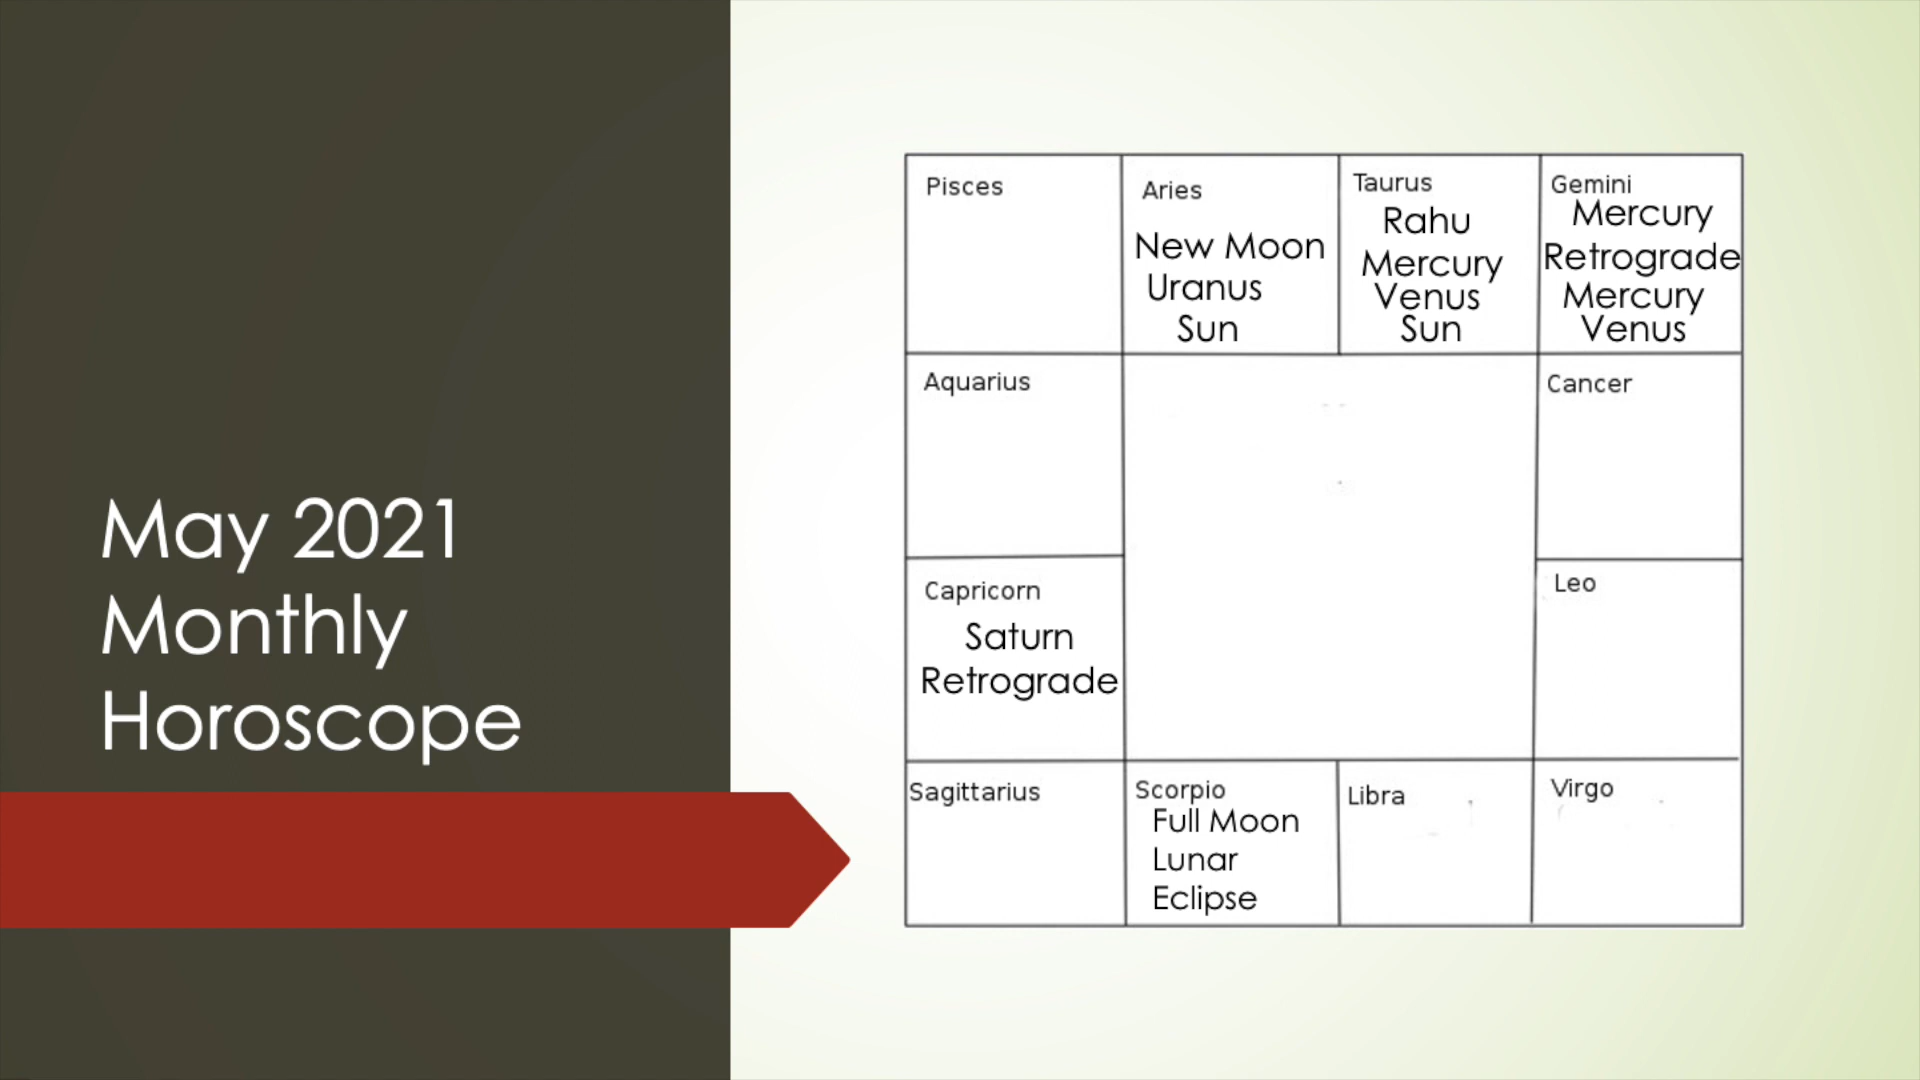 May 2021
Monthly
Horoscope
Pisces
Aries
New Moon
Uranus
Sun
Taurus
Rahu
Mercury
Venus
Sun
Gemini
Mercury
Retrograde
Mercury
Venus
Aquarius
Cancer
Capricorn
Saturn
Retrograde
Leo
Sagittarius
Scorpio
Full Moon
Lunar
Eclipse
Libra
Virgo